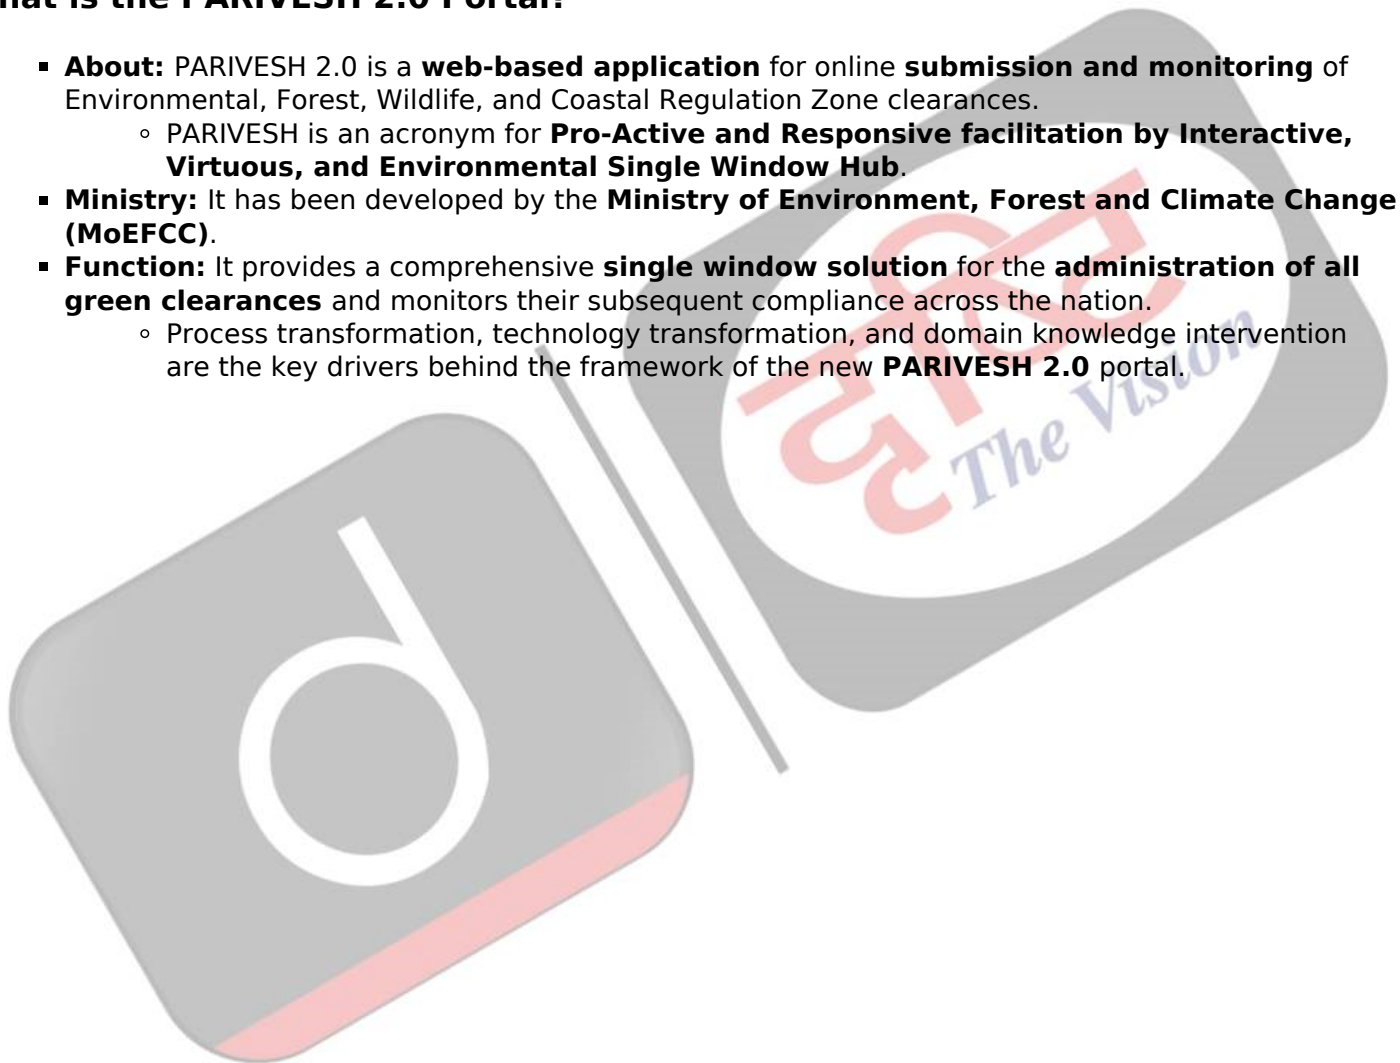 What is the PARIVESH 2.0 Portal?
▪ About: PARIVESH 2.0 is a web-based application for online submission and monitoring of
Environmental, Forest, Wildlife, and Coastal Regulation Zone clearances.
◦ PARIVESH is an acronym for Pro-Active and Responsive facilitation by Interactive,
Virtuous, and Environmental Single Window Hub.
▪ Ministry: It has been developed by the Ministry of Environment, Forest and Climate Change
(MoEFCC).
▪ Function: It provides a comprehensive single window solution for the administration of all
green clearances and monitors their subsequent compliance across the nation.
◦ Process transformation, technology transformation, and domain knowledge intervention
are the key drivers behind the framework of the new PARIVESH 2.0 portal.
दृष्टि
The Vision
d